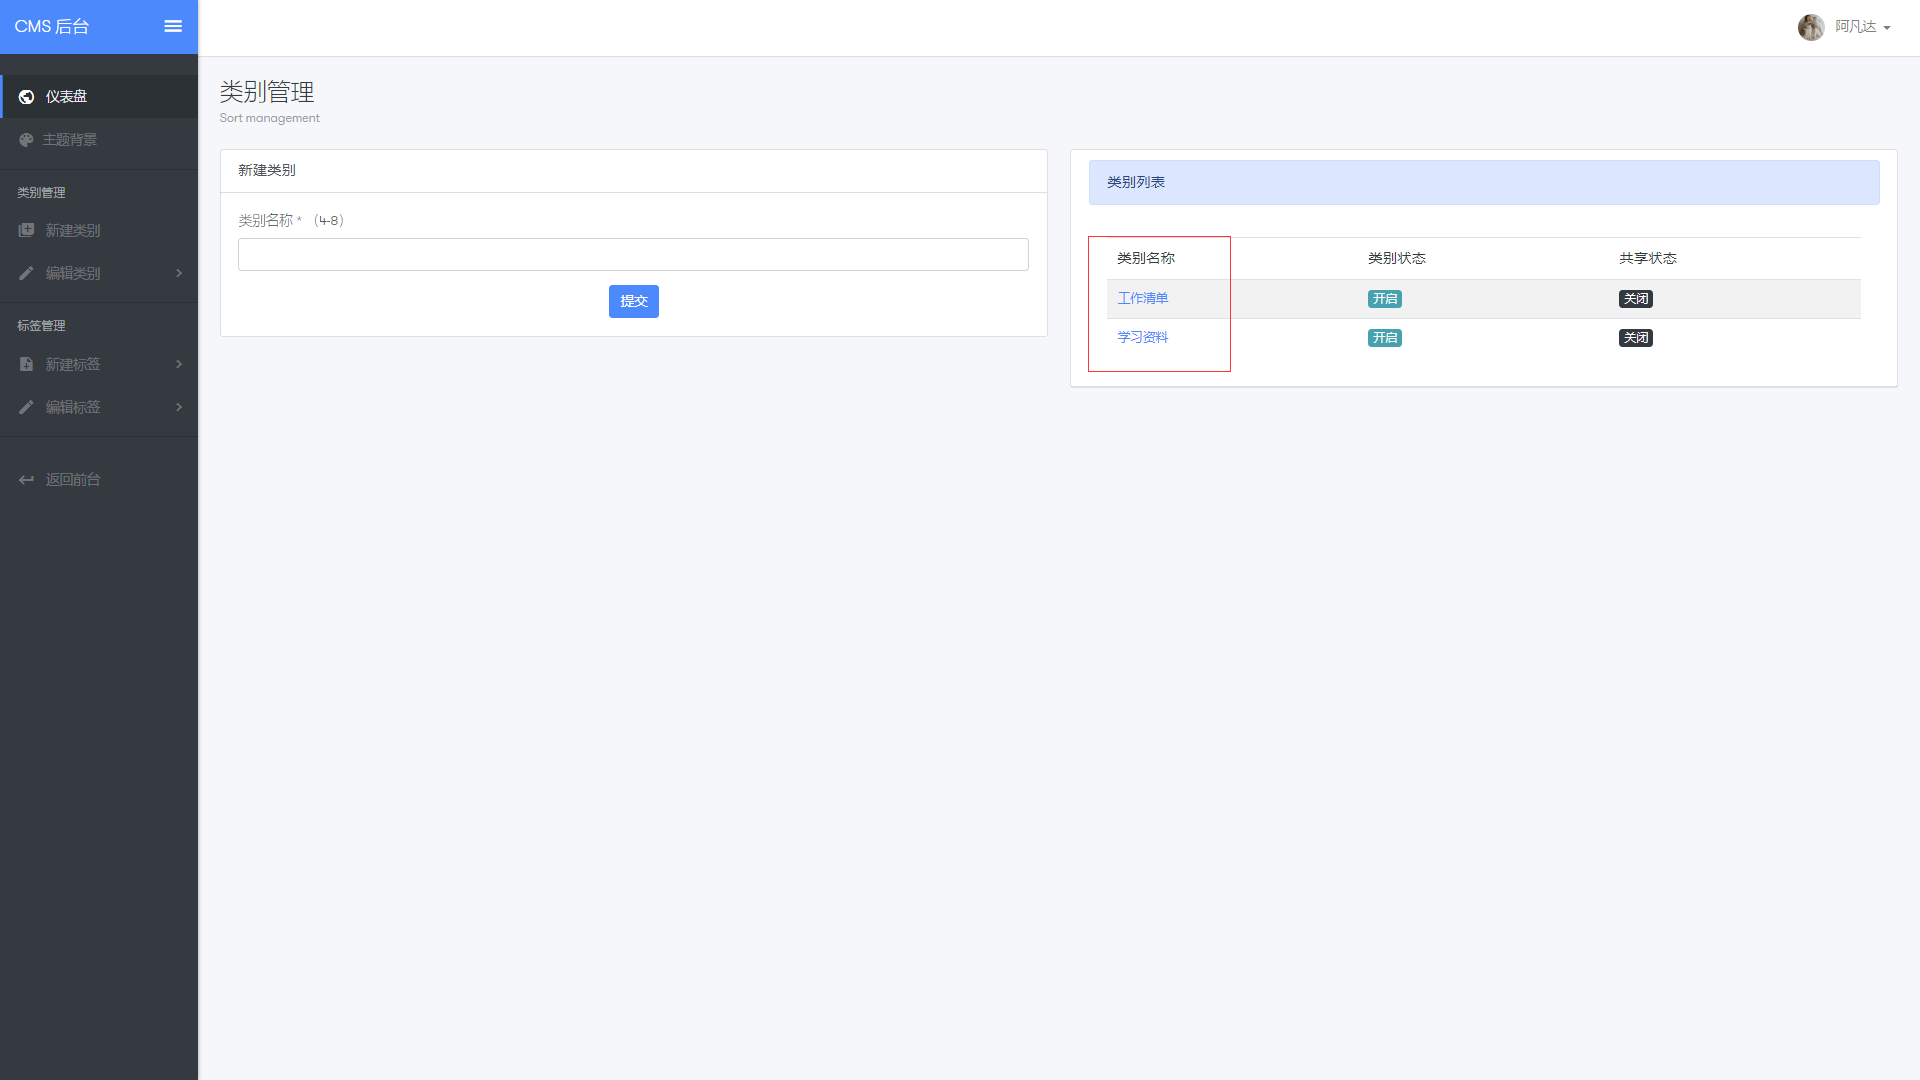 CMS 后台
阿凡达
仪表盘
主题背景
类别管理
新建类别
编辑类别
标签管理
新建标签
编辑标签
返回前台
类别管理
Sort management
新建类别
类别名称 * （4-8）
提交
类别列表
类别名称 类别状态 共享状态
工作清单 开启 关闭
学习资料 开启 关闭